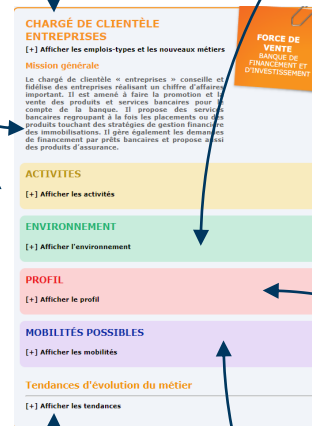 CHARGÉ DE CLIENTÈLE
ENTREPRISES
[+] Afficher les emplois-types et les nouveaux métiers
FORCE DE
VENTE
BANQUE DE
FINANCEMENT ET
D'INVESTISSEMENT
Mission générale
Le chargé de clientèle « entreprises » conseille et
fidélise des entreprises réalisant un chiffre d'affaires
important. Il est amené à faire la promotion et la
vente des produits et services bancaires pour le
compte de la banque. Il propose des services
bancaires regroupant à la fois les placements ou des
produits touchant des stratégies de gestion financière
des immobilisations. Il gère également les demandes
de financement par prêts bancaires et propose aussi
des produits d'assurance.
ACTIVITES
[+] Afficher les activités
ENVIRONNEMENT
[+] Afficher l'environnement
PROFIL
[+] Afficher le profil
MOBILITÉS POSSIBLES
[+] Afficher les mobilités
Tendances d'évolution du métier
[+] Afficher les tendances